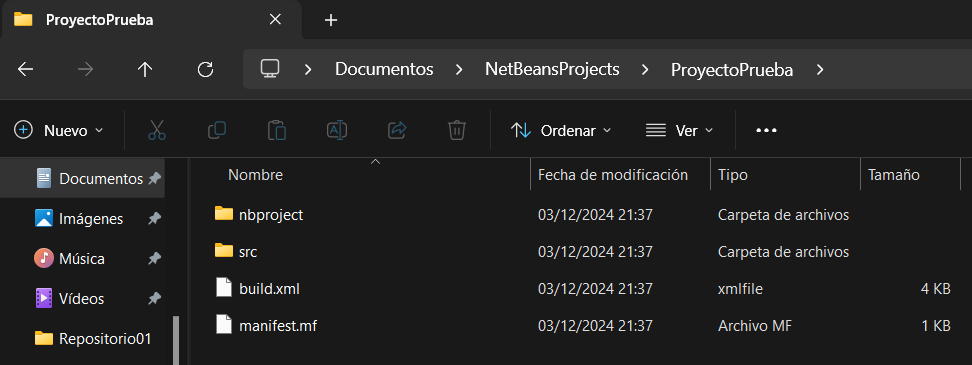 ProyectoPrueba
Documentos NetBeansProjects ProyectoPrueba
Nuevo Ordenar Ver
Documentos
Imágenes
Música
Vídeos
Repositorio01
Nombre Fecha de modificación Tipo Tamaño
nbproject 03/12/2024 21:37 Carpeta de archivos
src 03/12/2024 21:37 Carpeta de archivos
build.xml 03/12/2024 21:37 xmlfile 4 KB
manifest.mf 03/12/2024 21:37 Archivo MF 1 KB